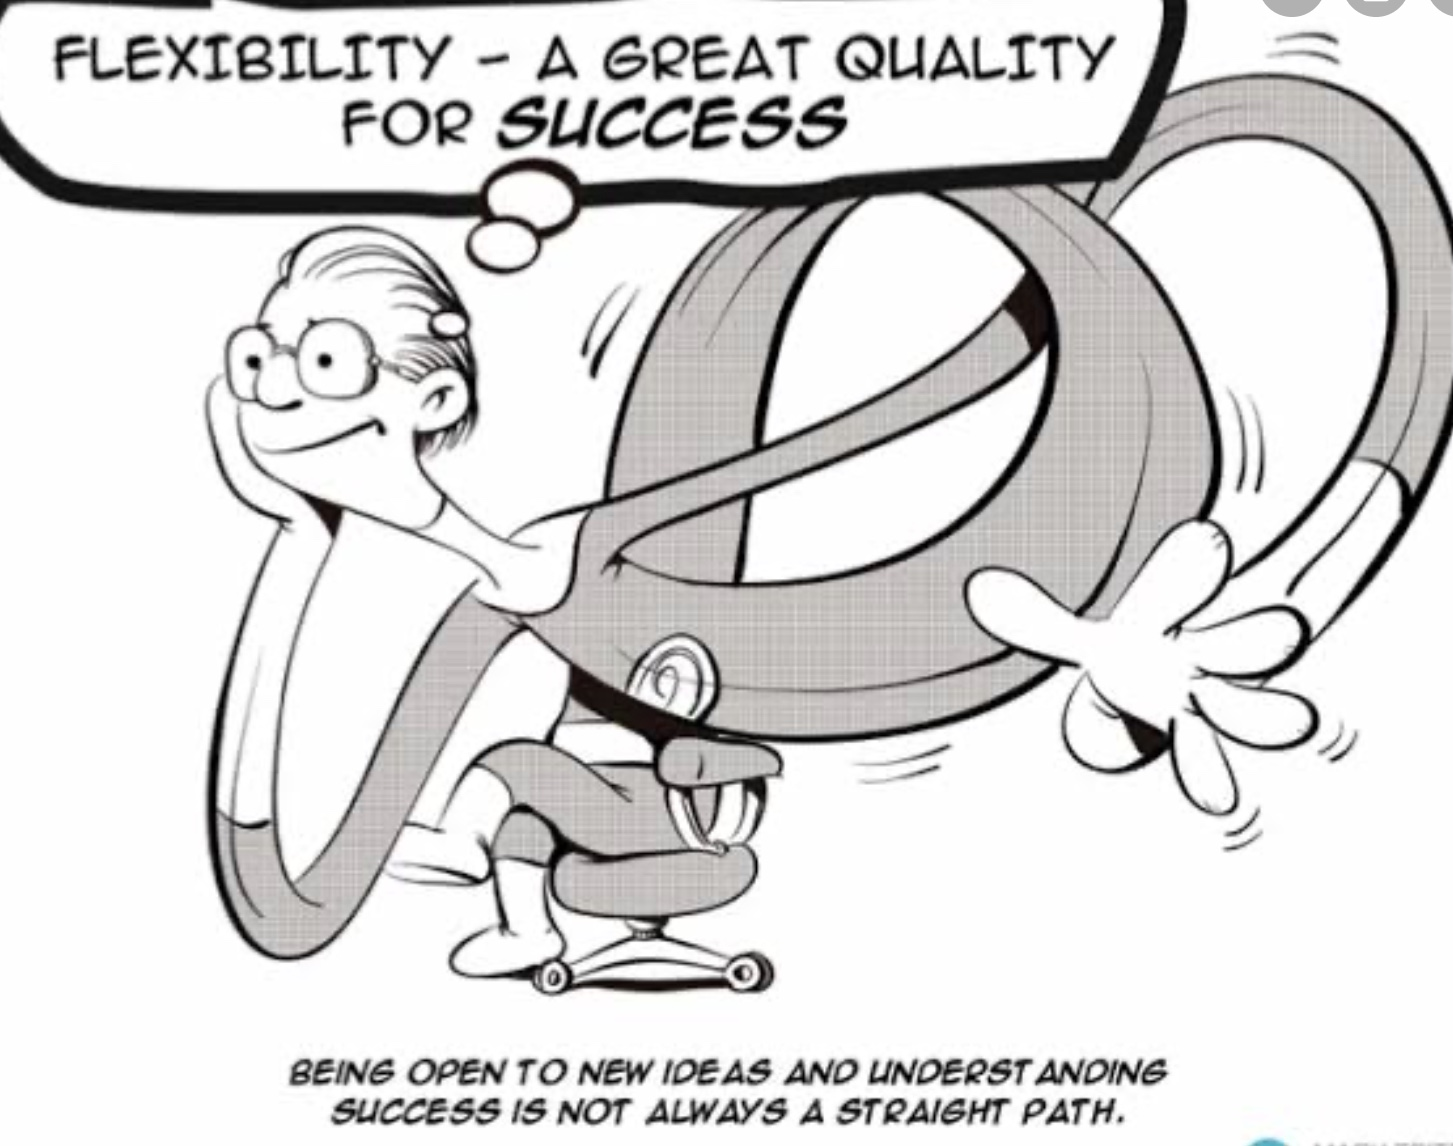 FLEXIBILITY - A GREAT QUALITY
FOR SUCCESS
BEING OPEN TO NEW IDEAS AND UNDERSTANDING
SUCCESS IS NOT ALWAYS A STRAIGHT PATH.